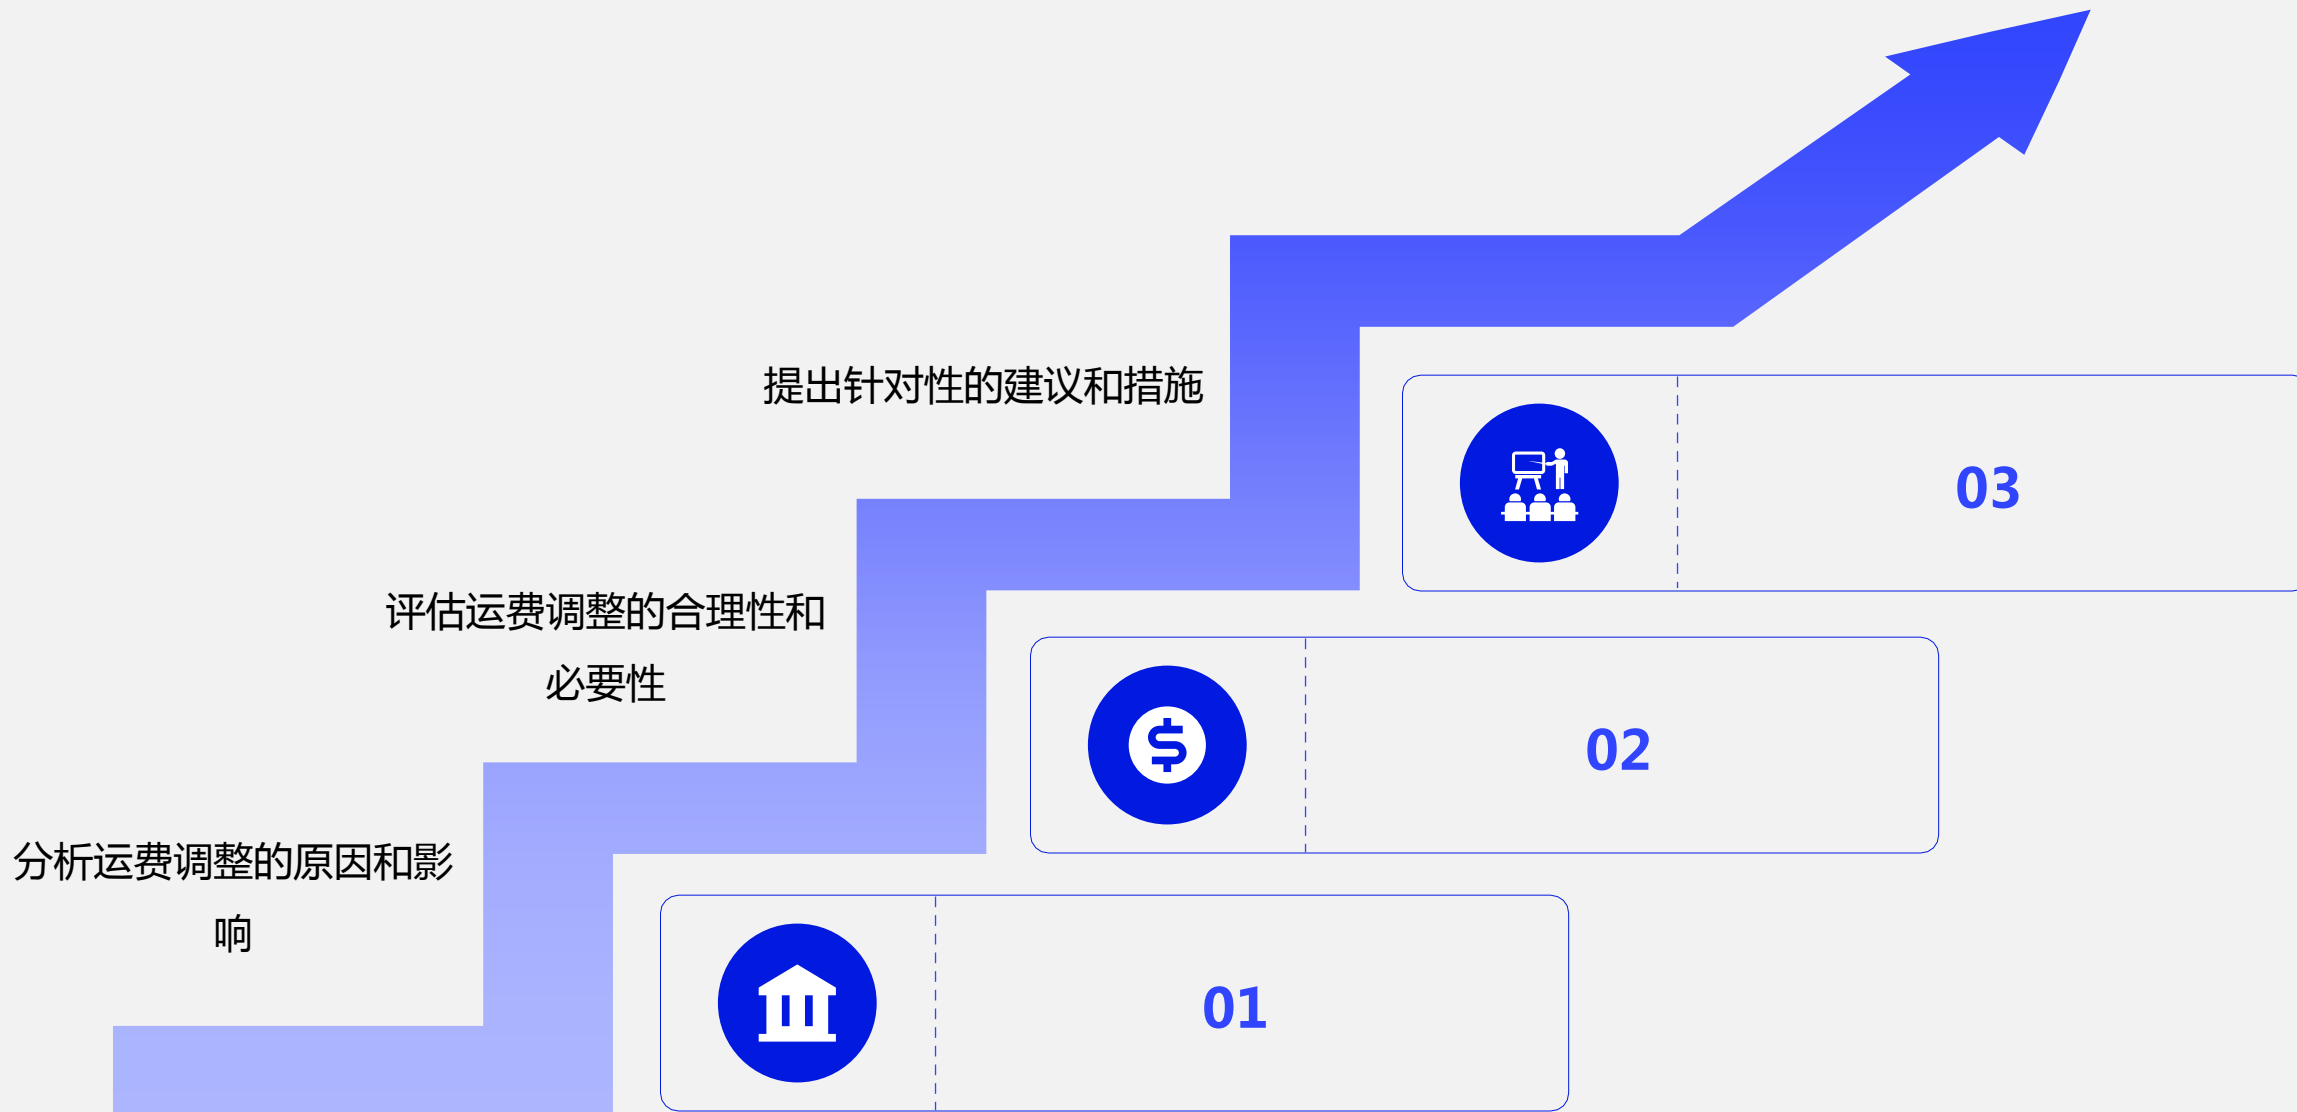 提出针对性的建议和措施
03
评估运费调整的合理性和
必要性
02
分析运费调整的原因和影
响
01